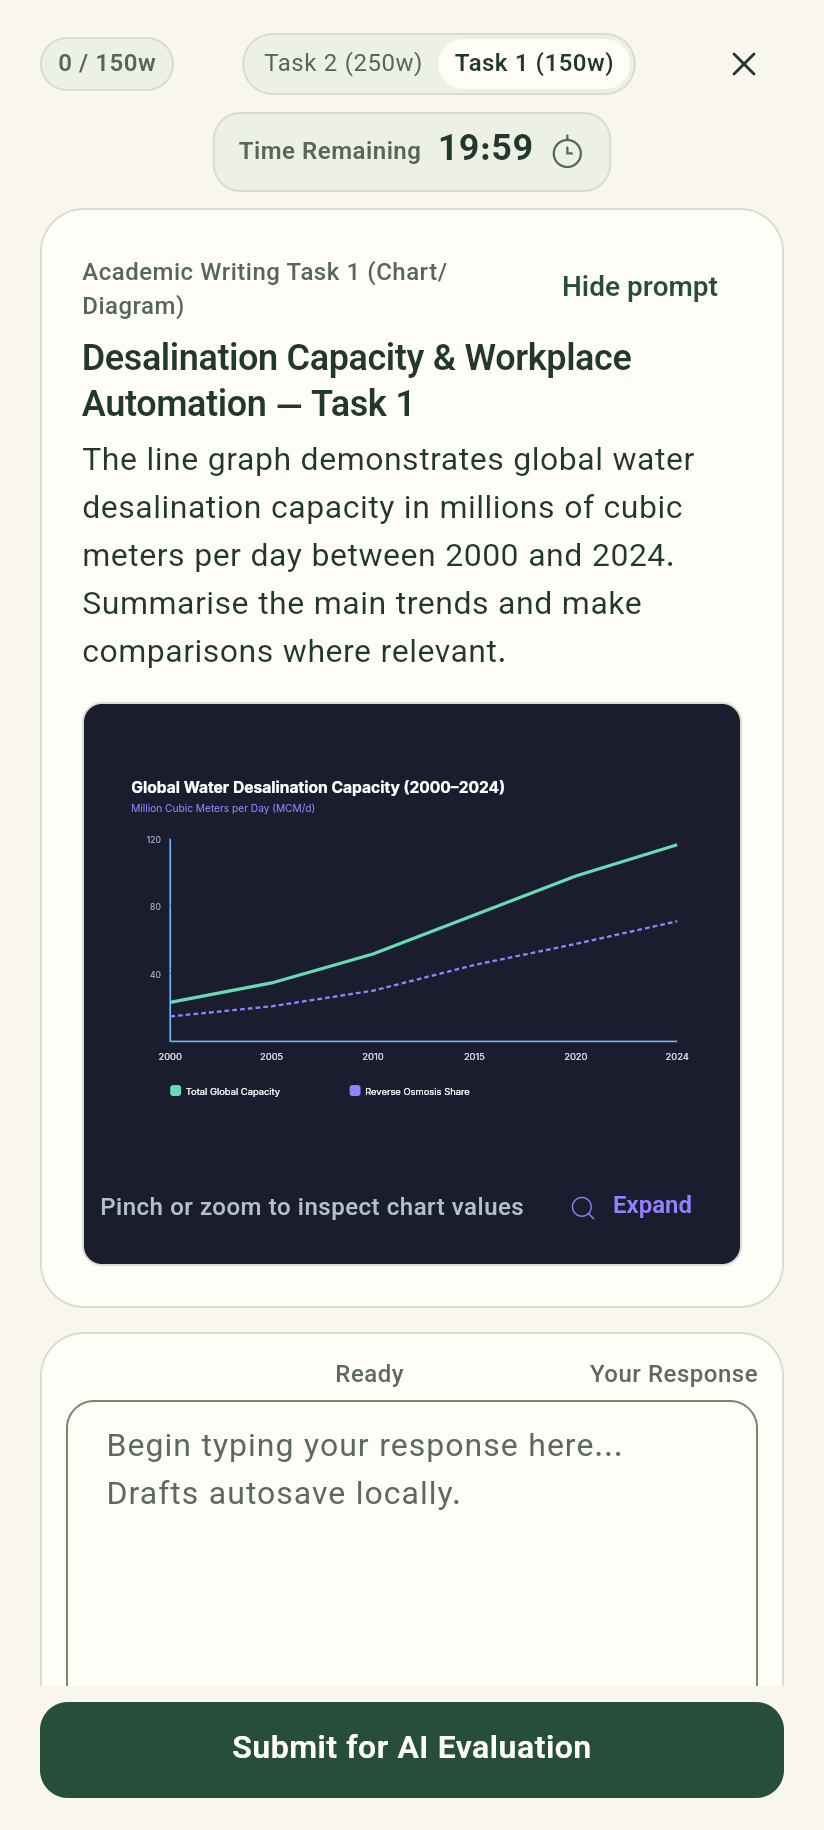 0 / 150w
Task 2 (250w)
Task 1 (150w)
Time Remaining 19:59
Academic Writing Task 1 (Chart/
Diagram)
Hide prompt
Desalination Capacity & Workplace
Automation — Task 1
The line graph demonstrates global water
desalination capacity in millions of cubic
meters per day between 2000 and 2024.
Summarise the main trends and make
comparisons where relevant.
Global Water Desalination Capacity (2000–2024)
Million Cubic Meters per Day (MCM/d)
120
80
40
2000 2005 2010 2015 2020 2024
Total Global Capacity
Reverse Osmosis Share
Pinch or zoom to inspect chart values
Expand
Ready
Your Response
Begin typing your response here...
Drafts autosave locally.
Submit for AI Evaluation